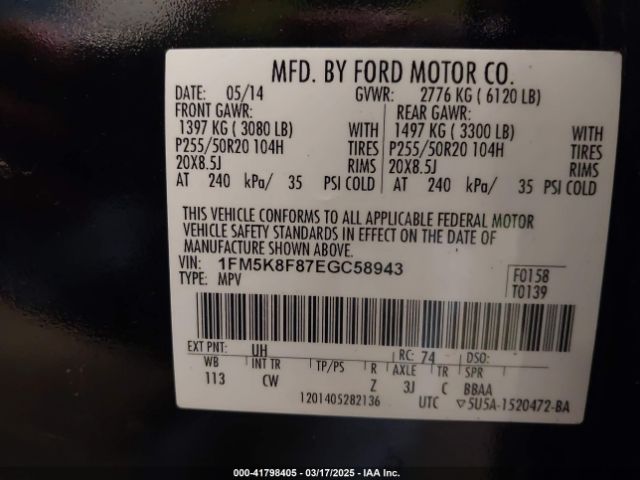 MFD. BY FORD MOTOR CO.
DATE: 05/14 GVWR: 2776 KG ( 6120 LB)
FRONT GAWR: REAR GAWR:
1397 KG ( 3080 LB) WITH 1497 KG ( 3300 LB) WITH
P255/50R20 104H TIRES P255/50R20 104H TIRES
20X8.5J RIMS 20X8.5J RIMS
AT 240 kPa/ 35 PSI COLD AT 240 kPa/ 35 PSI COLD
THIS VEHICLE CONFORMS TO ALL APPLICABLE FEDERAL MOTOR
VEHICLE SAFETY STANDARDS IN EFFECT ON THE DATE OF
MANUFACTURE SHOWN ABOVE.
VIN: 1FM5K8F87EGC58943 F0158
TYPE: MPV T0139
EXT PNT: UH RC: 74 DSO:
WB INT TR TP/PS R AXLE TR SPR
113 CW Z 3J C BBAA
1201405282136 UTC ▽5U5A-1520472-BA
000-41798405 - 03/17/2025 - IAA Inc.